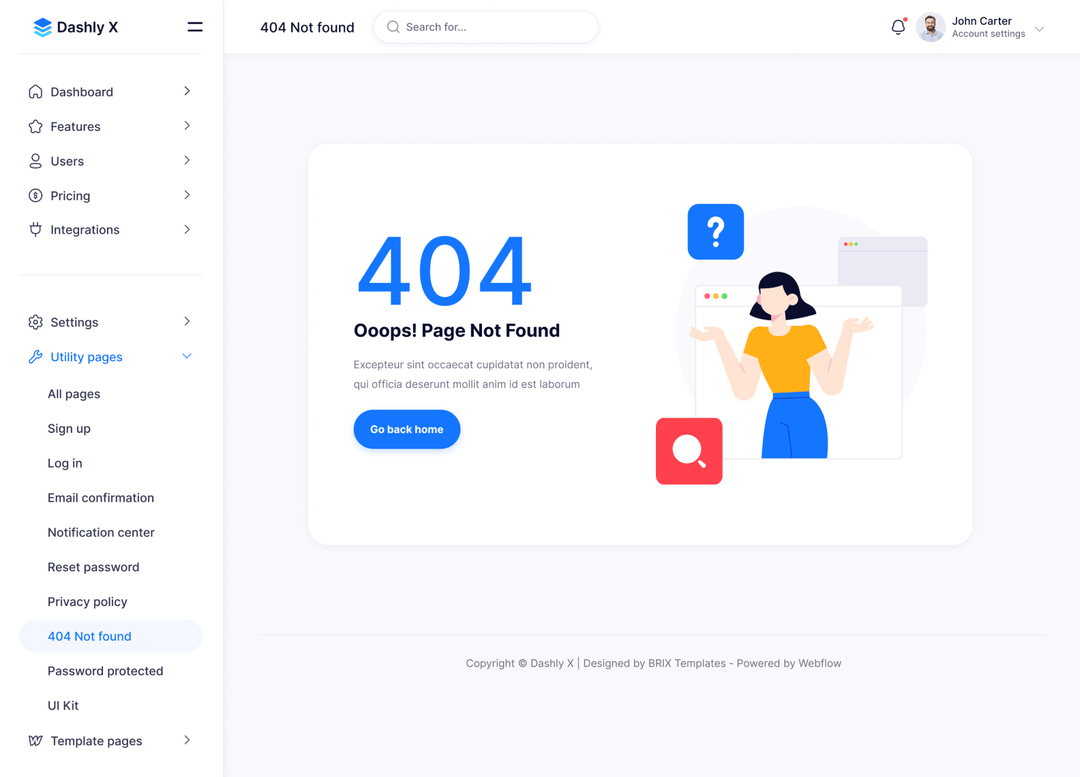 Dashly X
Dashboard
Features
Users
Pricing
Integrations
Settings
Utility pages
All pages
Sign up
Log in
Email confirmation
Notification center
Reset password
Privacy policy
404 Not found
Password protected
UI Kit
Template pages
404 Not found
Search for...
John Carter
Account settings
404
Ooops! Page Not Found
Excepteur sint occaecat cupidatat non proident,
qui officia deserunt mollit anim id est laborum
Go back home
?
Copyright © Dashly X | Designed by BRIX Templates - Powered by Webflow